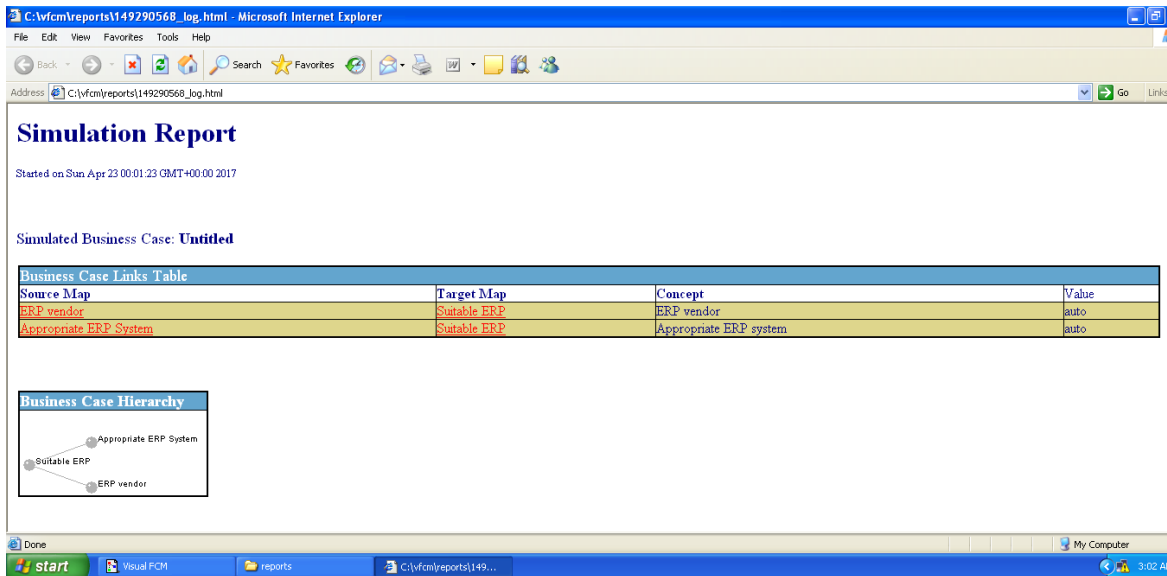 C:\vfcm\reports\149290568_log.html - Microsoft Internet Explorer
File Edit View Favorites Tools Help
Back Search Favorites
Address C:\vfcm\reports\149290568_log.html Go Links
Simulation Report
Started on Sun Apr 23 00:01:23 GMT+00:00 2017
Simulated Business Case: Untitled
Business Case Links Table
Source Map Target Map Concept Value
ERP vendor Suitable ERP ERP vendor auto
Appropriate ERP System Suitable ERP Appropriate ERP system auto
Business Case Hierarchy
Appropriate ERP System
Suitable ERP
ERP vendor
Done My Computer
start Visual FCM reports C:\vfcm\reports\149... 3:02 A